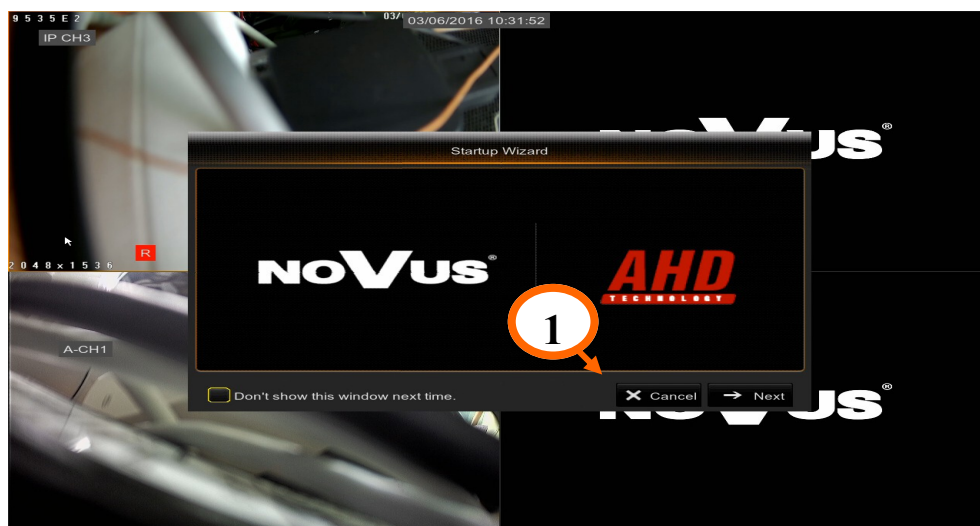 9535E2
03/
03/06/2016 10:31:52
IP CH3
NOVUS®
Startup Wizard
NOVUS®
AHD
TECHNOLOGY
R
2048x1536
1
A-CH1
Don't show this window next time.
Cancel
Next
NOVUS®